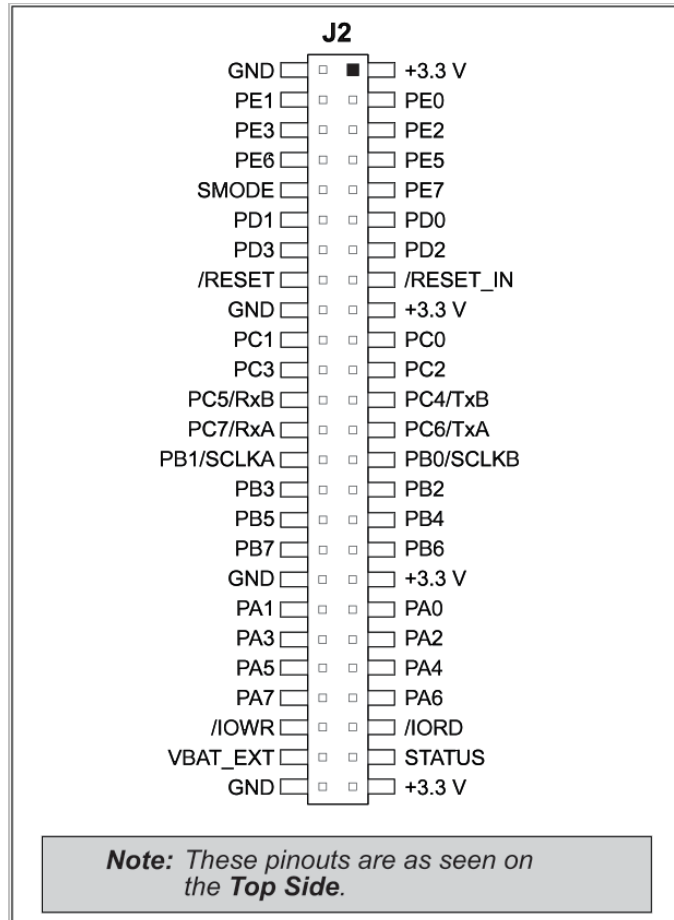 J2
GND +3.3 V
PE1 PE0
PE3 PE2
PE6 PE5
SMODE PE7
PD1 PD0
PD3 PD2
/RESET /RESET_IN
GND +3.3 V
PC1 PC0
PC3 PC2
PC5/RxB PC4/TxB
PC7/RxA PC6/TxA
PB1/SCLKA PB0/SCLKB
PB3 PB2
PB5 PB4
PB7 PB6
GND +3.3 V
PA1 PA0
PA3 PA2
PA5 PA4
PA7 PA6
/IOWR /IORD
VBAT_EXT STATUS
GND +3.3 V
Note: These pinouts are as seen on
the Top Side.